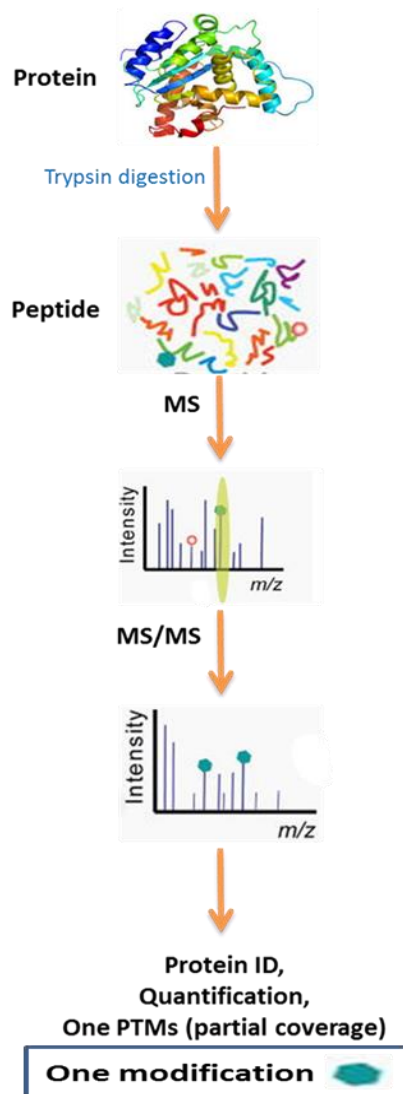 Protein
Trypsin digestion
Peptide
MS
Intensity
m/z
MS/MS
Intensity
m/z
Protein ID,
Quantification,
One PTMs (partial coverage)
One modification